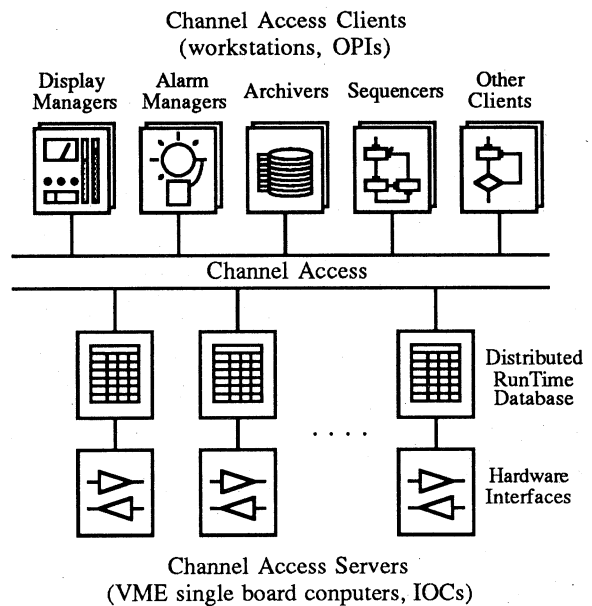 Channel Access Clients
(workstations, OPIs)
Display
Managers
Alarm
Managers
Archivers
Sequencers
Other
Clients
Channel Access
Distributed
RunTime
Database
. . . .
Hardware
Interfaces
Channel Access Servers
(VME single board conputers, IOCs)